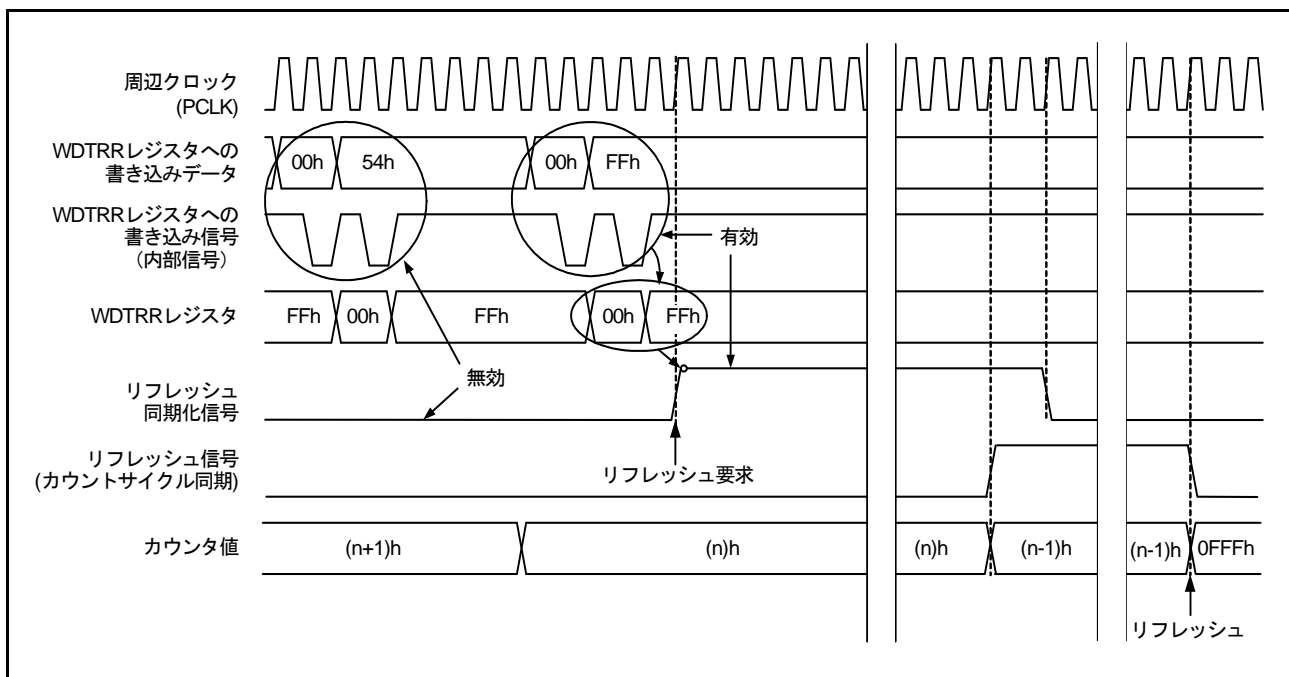 周辺クロック
(PCLK)
WDTRRレジスタへの
書き込みデータ
00h 54h 00h FFh
WDTRRレジスタへの
書き込み信号
（内部信号）
有効
WDTRRレジスタ
FFh 00h FFh 00h FFh
無効
リフレッシュ
同期化信号
リフレッシュ要求
リフレッシュ信号
(カウントサイクル同期)
カウンタ値
(n+1)h (n)h (n)h (n-1)h (n-1)h 0FFFh
リフレッシュ